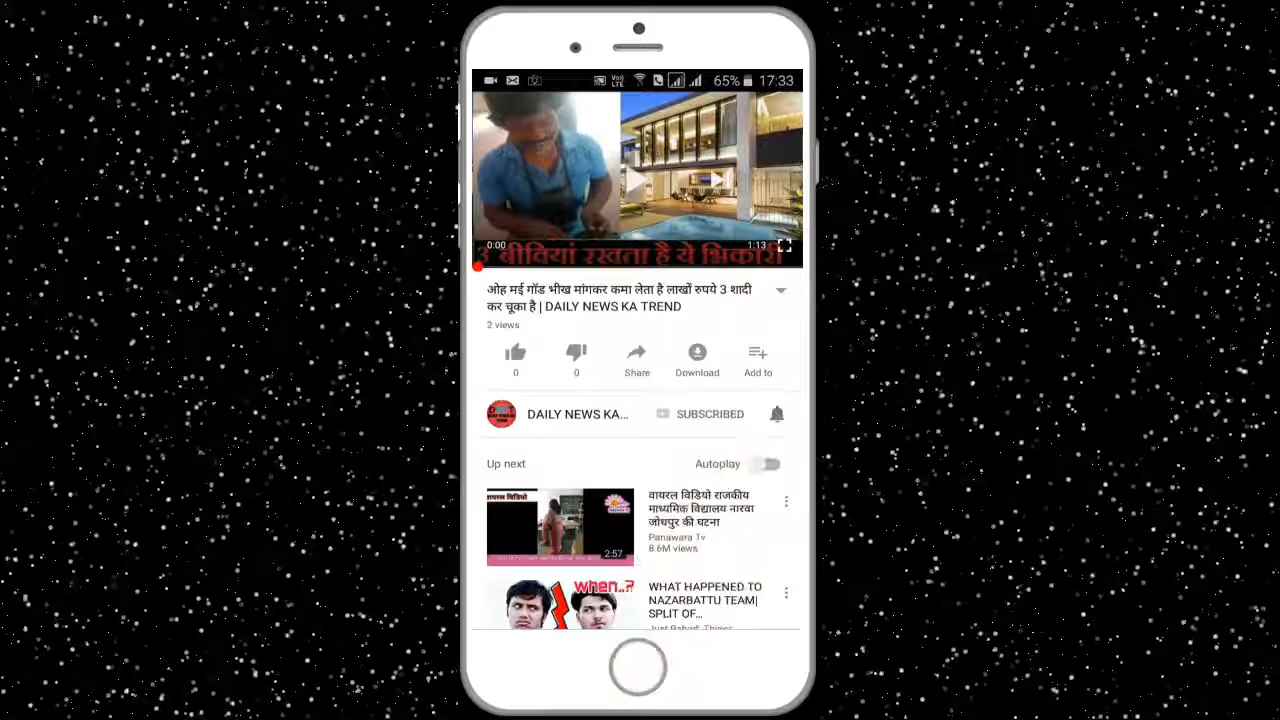 65% 17:33
0:00
1:13
3 बीवियां रखता है ये भिकारी
ओह मई गॉड भीख मांगकर कमा लेता है लाखों रुपये 3 शादी
कर चूका है | DAILY NEWS KA TREND
2 views
0
0
Share
Download
Add to
DAILY NEWS KA...
SUBSCRIBED
Up next
Autoplay
वायरल विडियो
2:57
वायरल विडियो राजकीय
माध्यमिक विद्यालय नारवा
जोधपुर की घटना
Panawara Tv
8.6M views
when..?
WHAT HAPPENED TO
NAZARBATTU TEAM|
SPLIT OF...